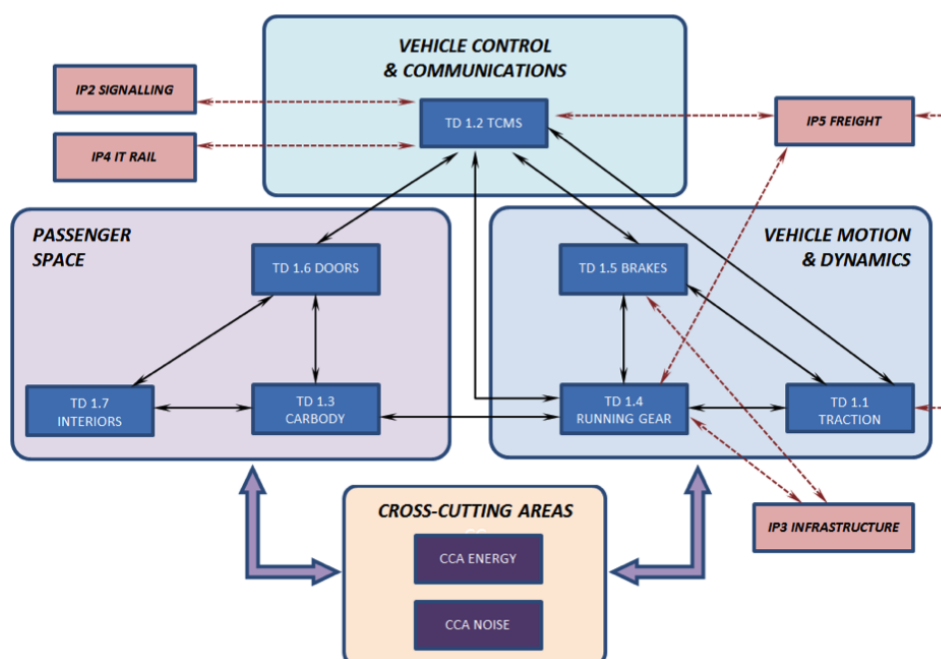 VEHICLE CONTROL
& COMMUNICATIONS
IP2 SIGNALLING
TD 1.2 TCMS
IP5 FREIGHT
IP4 IT RAIL
PASSENGER
SPACE
VEHICLE MOTION
& DYNAMICS
TD 1.6 DOORS
TD 1.5 BRAKES
TD 1.7
INTERIORS
TD 1.3
CARBODY
TD 1.4
RUNNING GEAR
TD 1.1
TRACTION
CROSS-CUTTING AREAS
IP3 INFRASTRUCTURE
CCA ENERGY
CCA NOISE